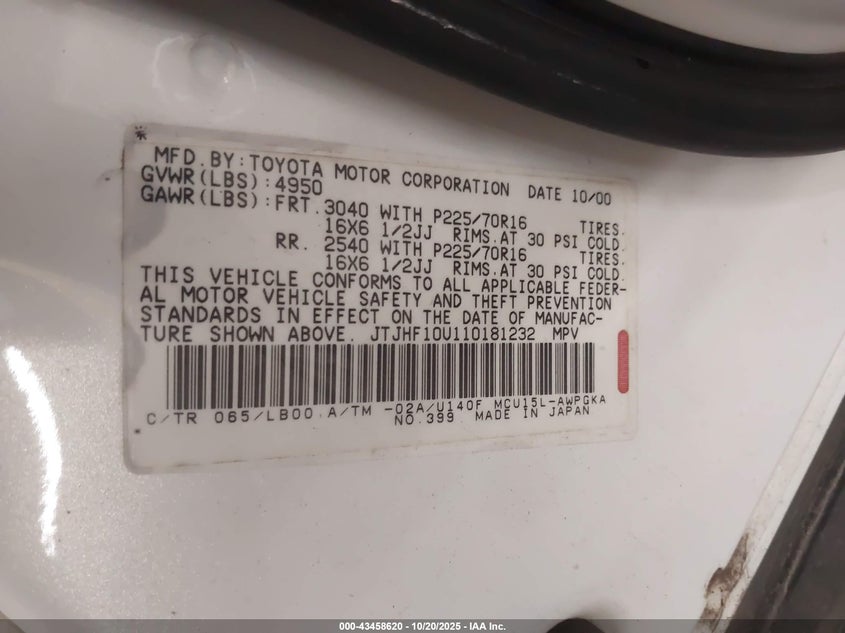 *
MFD.BY:TOYOTA MOTOR CORPORATION DATE 10/00
GVWR(LBS):4950
GAWR(LBS):FRT.3040 WITH P225/70R16 TIRES.
16X6 1/2JJ RIMS.AT 30 PSI COLD.
RR. 2540 WITH P225/70R16 TIRES.
16X6 1/2JJ RIMS.AT 30 PSI COLD.
THIS VEHICLE CONFORMS TO ALL APPLICABLE FEDER-
AL MOTOR VEHICLE SAFETY AND THEFT PREVENTION
STANDARDS IN EFFECT ON THE DATE OF MANUFAC-
TURE SHOWN ABOVE. JTJHF10U110181232 MPV
C/TR 065/LB00 A/TM -02A/U140F MCU15L-AWPGKA
NO.399 MADE IN JAPAN
000-43458620 - 10/20/2025 - IAA Inc.